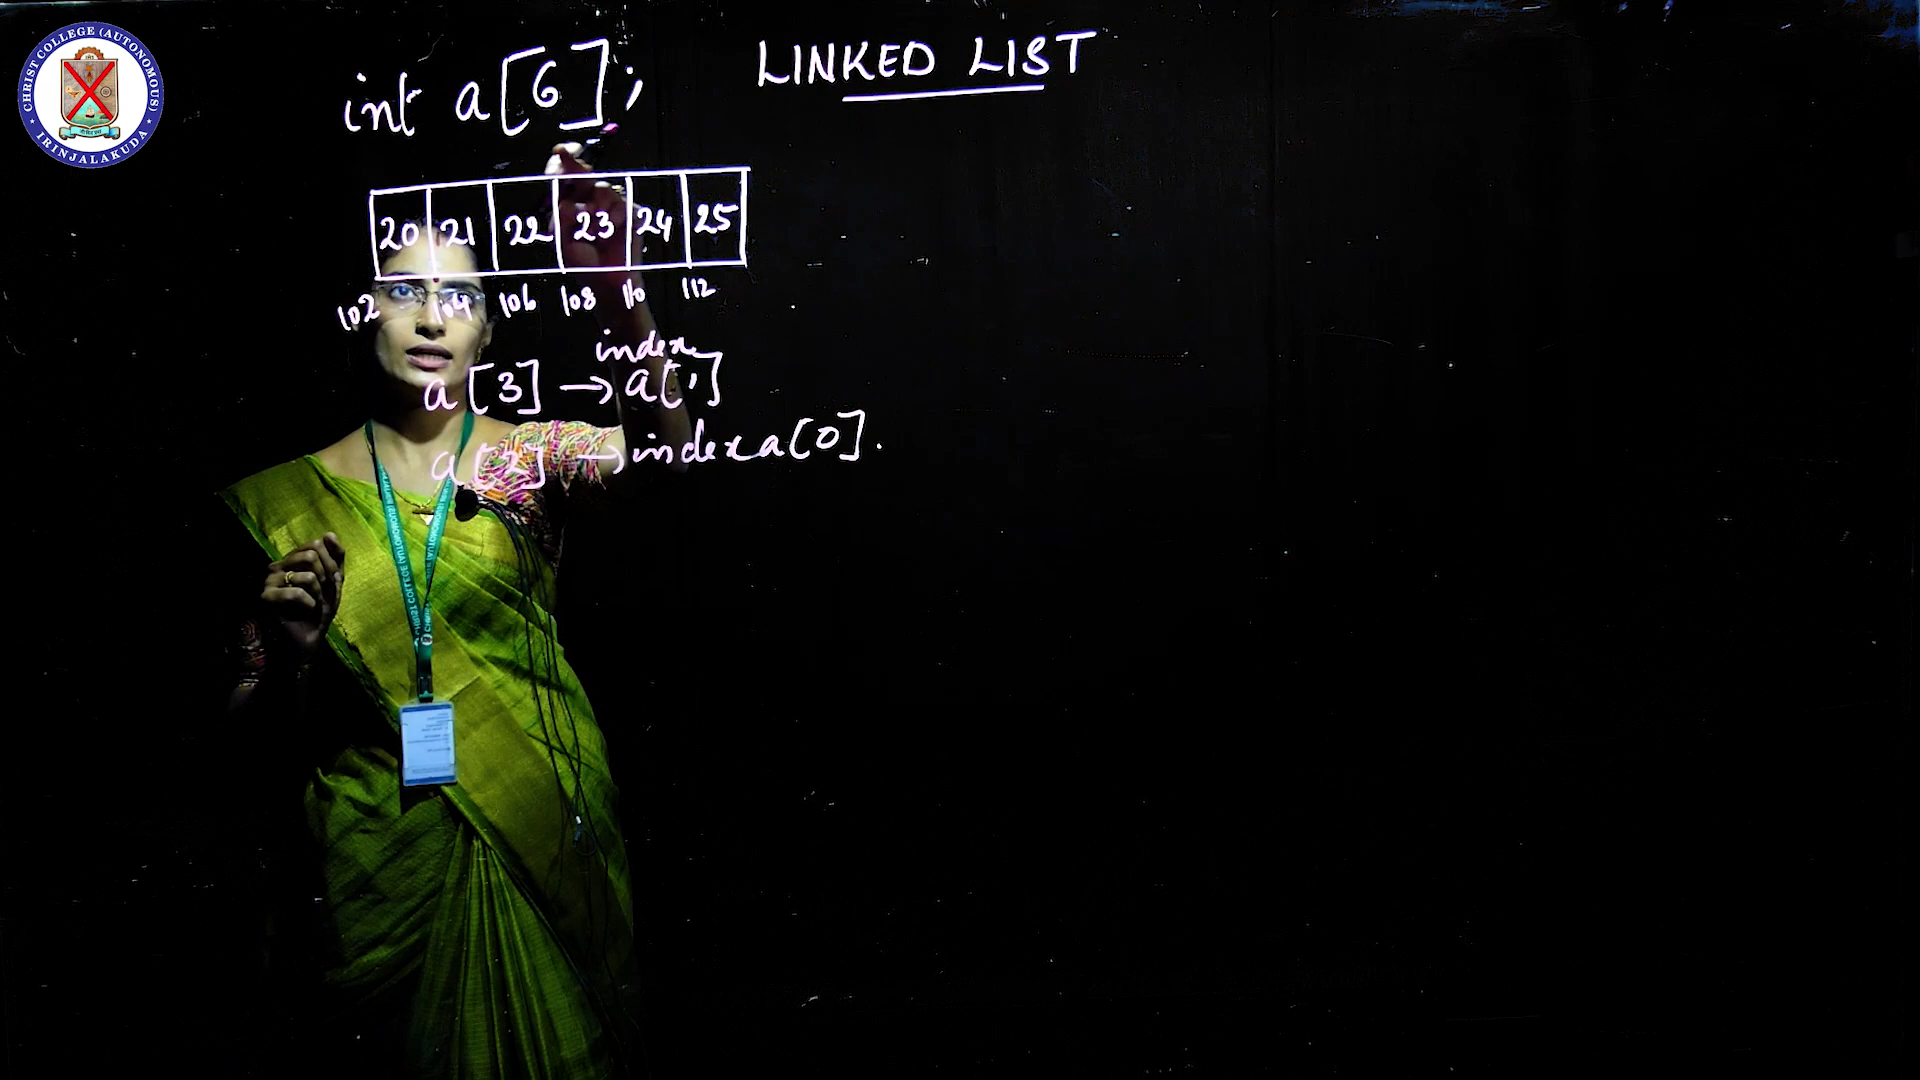 CHRIST COLLEGE (AUTONOMOUS)
IRINJALAKUDA
LINKED LIST
int a[6];
20 21 22 23 24 25
102 104 106 108 110 112
index
a[3] → a[1]
a[2] → index a[0].